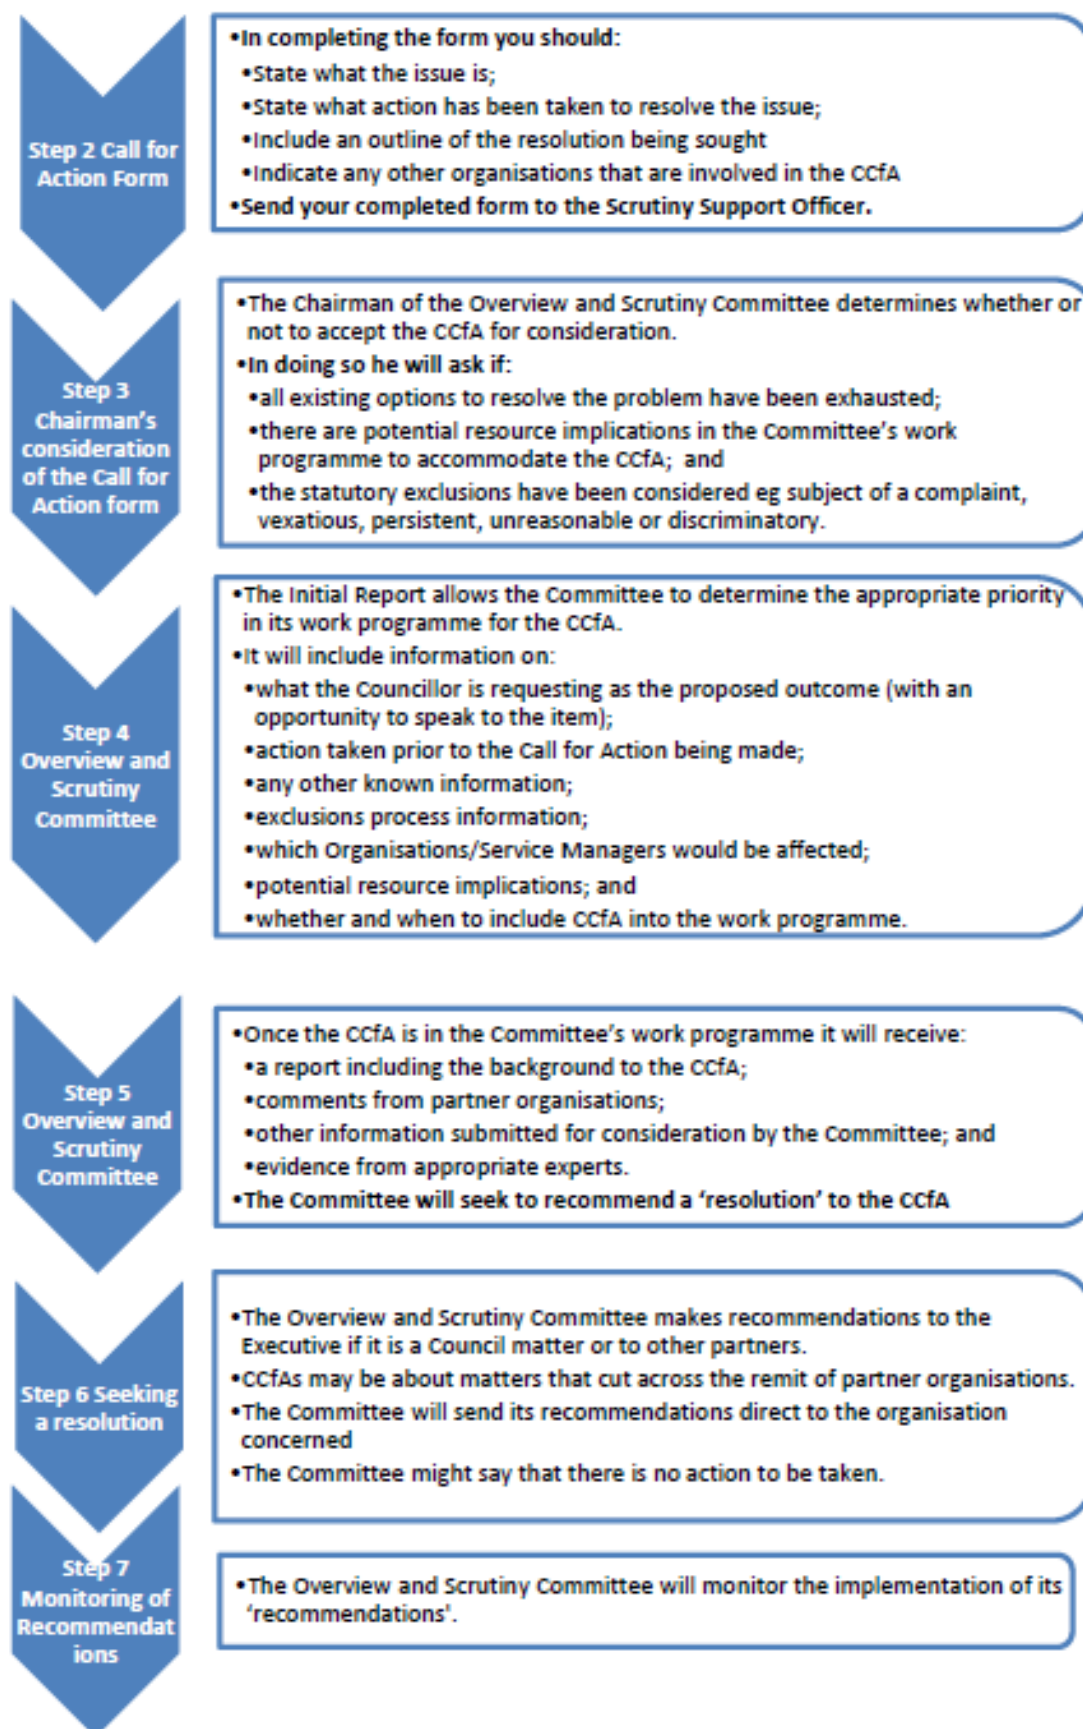 Step 2 Call for
Action Form
•In completing the form you should:
•State what the issue is;
•State what action has been taken to resolve the issue;
•Include an outline of the resolution being sought
•Indicate any other organisations that are involved in the CCfA
•Send your completed form to the Scrutiny Support Officer.
Step 3
Chairman's
consideration
of the Call for
Action form
•The Chairman of the Overview and Scrutiny Committee determines whether or
not to accept the CCfA for consideration.
•In doing so he will ask if:
•all existing options to resolve the problem have been exhausted;
•there are potential resource implications in the Committee's work
programme to accommodate the CCfA; and
•the statutory exclusions have been considered eg subject of a complaint,
vexatious, persistent, unreasonable or discriminatory.
Step 4
Overview and
Scrutiny
Committee
•The Initial Report allows the Committee to determine the appropriate priority
in its work programme for the CCfA.
•It will include information on:
•what the Councillor is requesting as the proposed outcome (with an
opportunity to speak to the item);
•action taken prior to the Call for Action being made;
•any other known information;
•exclusions process information;
•which Organisations/Service Managers would be affected;
•potential resource implications; and
•whether and when to include CCfA into the work programme.
Step 5
Overview and
Scrutiny
Committee
•Once the CCfA is in the Committee's work programme it will receive:
•a report including the background to the CCfA;
•comments from partner organisations;
•other information submitted for consideration by the Committee; and
•evidence from appropriate experts.
•The Committee will seek to recommend a 'resolution' to the CCfA
Step 6 Seeking
a resolution
•The Overview and Scrutiny Committee makes recommendations to the
Executive if it is a Council matter or to other partners.
•CCfAs may be about matters that cut across the remit of partner organisations.
•The Committee will send its recommendations direct to the organisation
concerned
•The Committee might say that there is no action to be taken.
Step 7
Monitoring of
Recommendat
ions
•The Overview and Scrutiny Committee will monitor the implementation of its
'recommendations'.